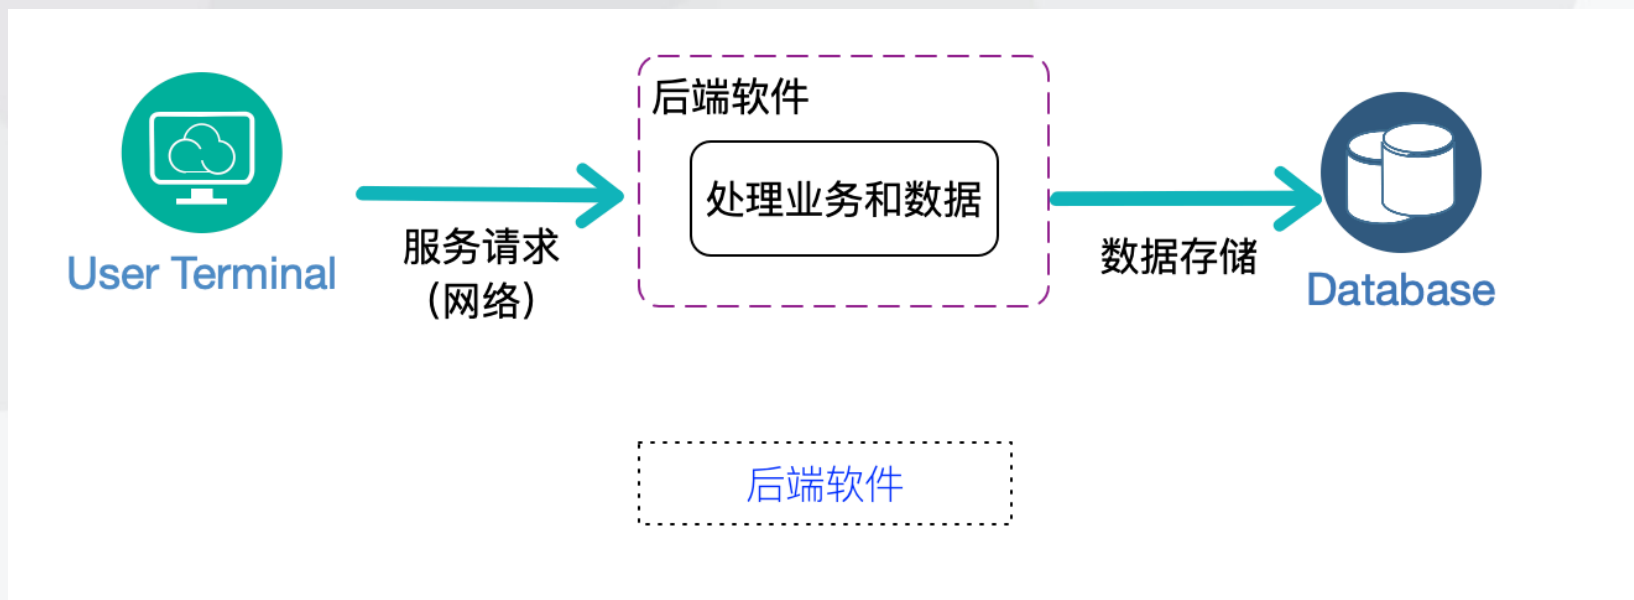 后端软件
处理业务和数据
User Terminal
服务请求
（网络）
数据存储
Database
后端软件